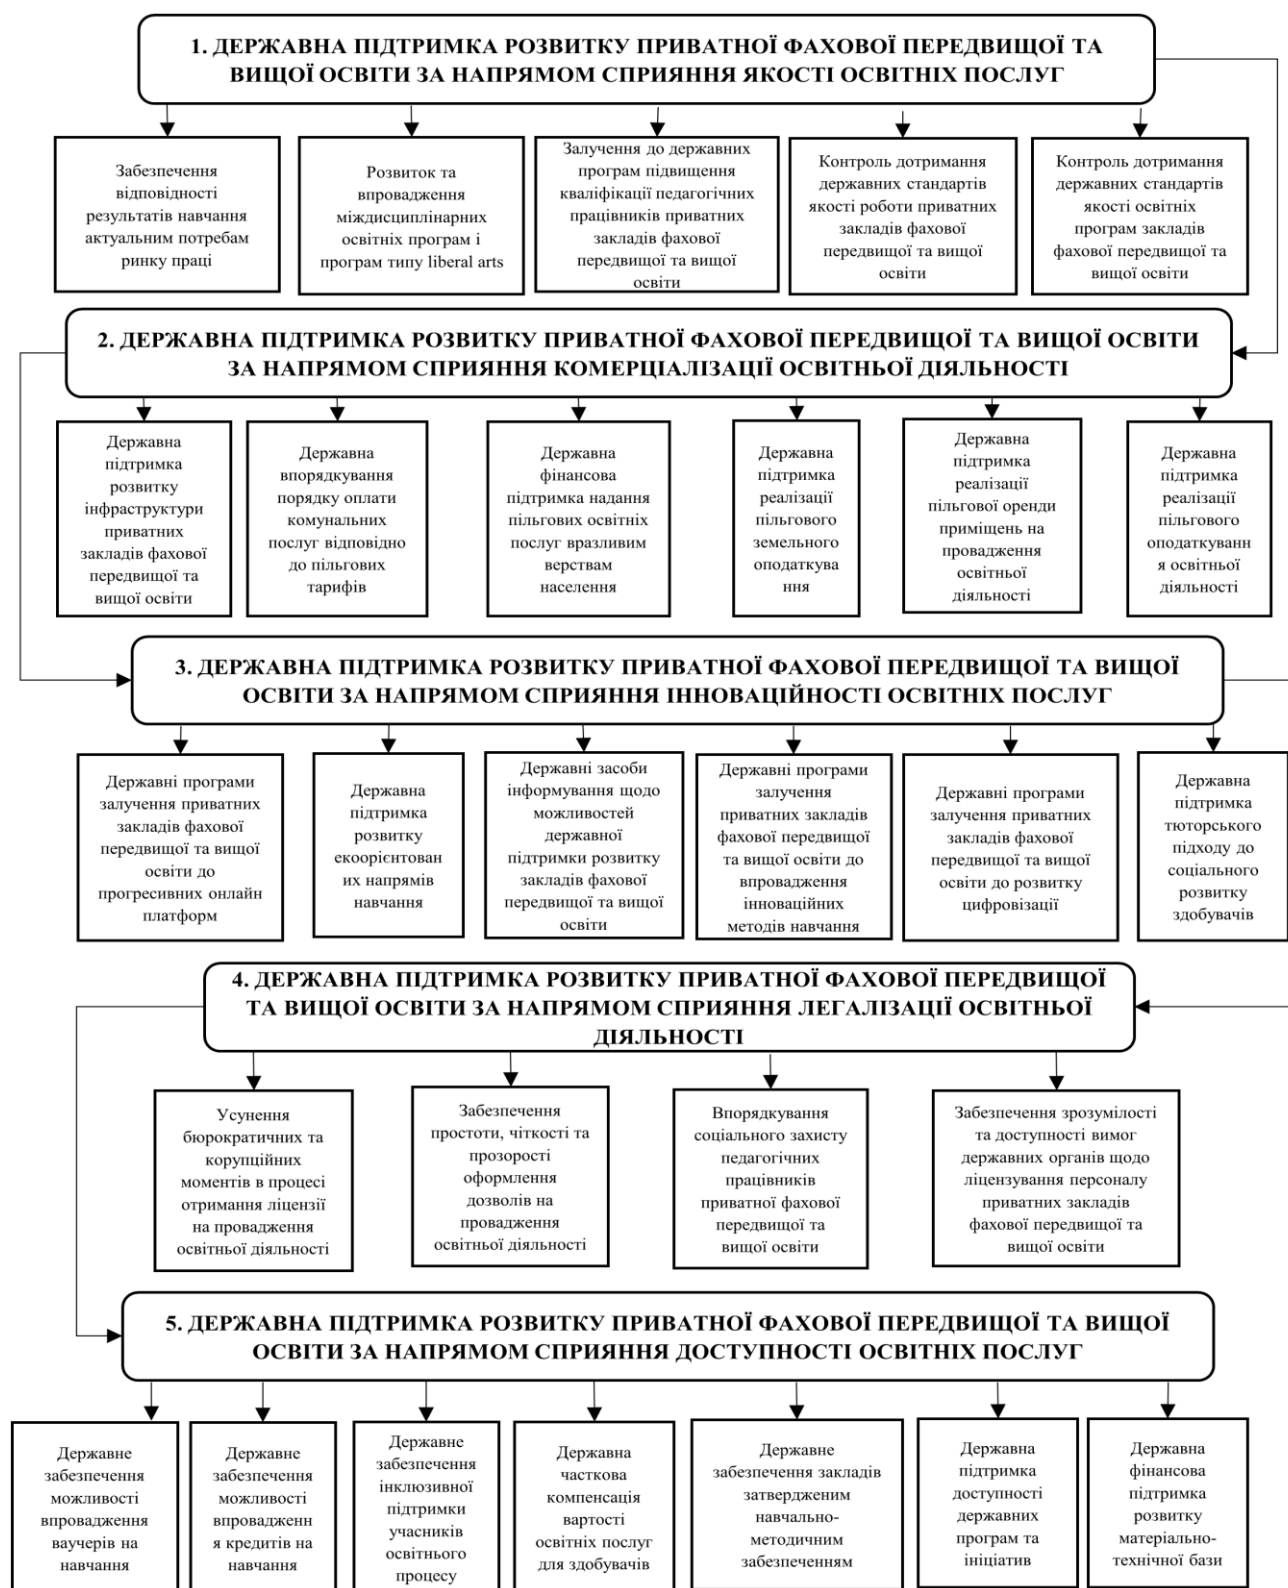 1. ДЕРЖАВНА ПІДТРИМКА РОЗВИТКУ ПРИВАТНОЇ ФАХОВОЇ ПЕРЕДВИЩОЇ ТА
ВИЩОЇ ОСВІТИ ЗА НАПРЯМОМ СПРИЯННЯ ЯКОСТІ ОСВІТНІХ ПОСЛУГ
Забезпечення
відповідності
результатів навчання
актуальним потребам
ринку праці
Розвиток та
впровадження
міждисциплінарних
освітніх програм і
програм типу liberal arts
Залучення до державних
програм підвищення
кваліфікації педагогічних
працівників приватних
закладів фахової
передвищої та вищої
освіти
Контроль дотримання
державних стандартів
якості роботи приватних
закладів фахової
передвищої та вищої
освіти
Контроль дотримання
державних стандартів
якості освітніх
програм закладів
фахової передвищої та
вищої освіти
2. ДЕРЖАВНА ПІДТРИМКА РОЗВИТКУ ПРИВАТНОЇ ФАХОВОЇ ПЕРЕДВИЩОЇ ТА ВИЩОЇ ОСВІТИ
ЗА НАПРЯМОМ СПРИЯННЯ КОМЕРЦІАЛІЗАЦІЇ ОСВІТНЬОЇ ДІЯЛЬНОСТІ
Державна
підтримка
розвитку
інфраструктури
приватних
закладів фахової
передвищої та
вищої освіти
Державна
впорядкування
порядку оплати
комунальних
послуг відповідно
до пільгових
тарифів
Державна
фінансова
підтримка надання
пільгових освітніх
послуг вразливим
верствам
населення
Державна
підтримка
реалізації
пільгового
земельного
оподаткува
ння
Державна
підтримка
реалізації
пільгової оренди
приміщень на
провадження
освітньої
діяльності
Державна
підтримка
реалізації
пільгового
оподаткуванн
я освітньої
діяльності
3. ДЕРЖАВНА ПІДТРИМКА РОЗВИТКУ ПРИВАТНОЇ ФАХОВОЇ ПЕРЕДВИЩОЇ ТА ВИЩОЇ
ОСВІТИ ЗА НАПРЯМОМ СПРИЯННЯ ІННОВАЦІЙНОСТІ ОСВІТНІХ ПОСЛУГ
Державні програми
залучення приватних
закладів фахової
передвищої та вищої
освіти до
прогресивних онлайн
платформ
Державна
підтримка
розвитку
екоорієнтован
их напрямів
навчання
Державні засоби
інформування щодо
можливостей
державної
підтримки розвитку
закладів фахової
передвищої та вищої
освіти
Державні програми
залучення
приватних закладів
фахової передвищої
та вищої освіти до
впровадження
інноваційних
методів навчання
Державні програми
залучення приватних
закладів фахової
передвищої та вищої
освіти до розвитку
цифровізації
Державна
підтримка
тюторського
підходу до
соціального
розвитку
здобувачів
4. ДЕРЖАВНА ПІДТРИМКА РОЗВИТКУ ПРИВАТНОЇ ФАХОВОЇ ПЕРЕДВИЩОЇ
ТА ВИЩОЇ ОСВІТИ ЗА НАПРЯМОМ СПРИЯННЯ ЛЕГАЛІЗАЦІЇ ОСВІТНЬОЇ
ДІЯЛЬНОСТІ
Усунення
бюрократичних та
корупційних
моментів в процесі
отримання ліцензії
на провадження
освітньої діяльності
Забезпечення
простоти, чіткості та
прозорості
оформлення
дозволів на
провадження
освітньої діяльності
Впорядкування
соціального захисту
педагогічних
працівників
приватної фахової
передвищої та
вищої освіти
Забезпечення зрозумілості
та доступності вимог
державних органів щодо
ліцензування персоналу
приватних закладів
фахової передвищої та
вищої освіти
5. ДЕРЖАВНА ПІДТРИМКА РОЗВИТКУ ПРИВАТНОЇ ФАХОВОЇ ПЕРЕДВИЩОЇ ТА ВИЩОЇ
ОСВІТИ ЗА НАПРЯМОМ СПРИЯННЯ ДОСТУПНОСТІ ОСВІТНІХ ПОСЛУГ
Державне
забезпечення
можливості
впровадження
ваучерів на
навчання
Державне
забезпечення
можливості
впровадженн
я кредитів на
навчання
Державне
забезпечення
інклюзивної
підтримки
учасників
освітнього
процесу
Державна
часткова
компенсація
вартості
освітніх послуг
для здобувачів
Державне
забезпечення закладів
затвердженим
навчально-
методичним
забезпеченням
Державна
підтримка
доступності
державних
програм та
ініціатив
Державна
фінансова
підтримка
розвитку
матеріально-
технічної бази